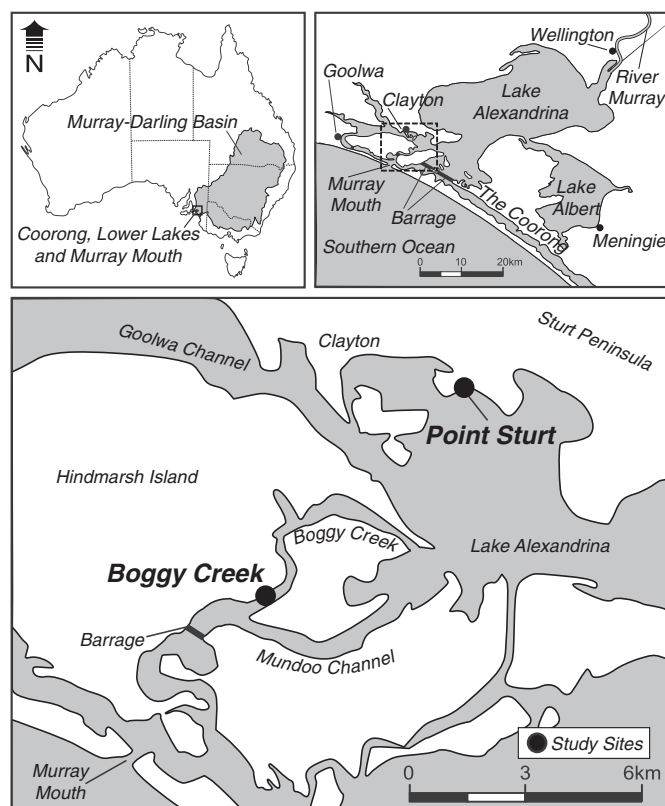 N
Murray-Darling Basin
Coorong, Lower Lakes
and Murray Mouth
Wellington
Goolwa
Clayton
Lake
Alexandrina
River
Murray
Murray
Mouth
Barrage
The Coorong
Lake
Albert
Meningie
Southern Ocean
0 10 20km
Goolwa Channel
Clayton
Sturt Peninsula
Point Sturt
Hindmarsh Island
Boggy Creek
Lake Alexandrina
Boggy Creek
Barrage
Mundoo Channel
Murray
Mouth
Study Sites
0 3 6km